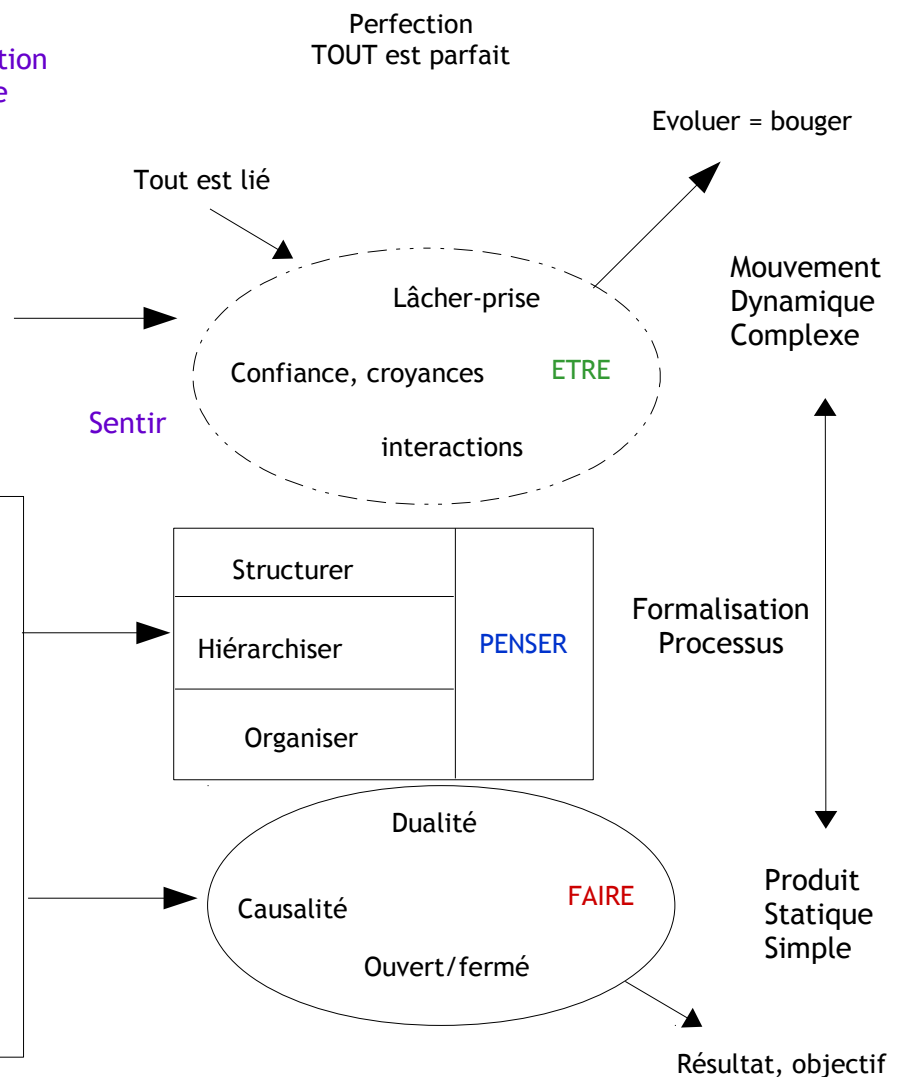 Perfection
TOUT est parfait
Evoluer = bouger
Tout est lié
Mouvement
Dynamique
Complexe
Lâcher-prise
Confiance, croyances
ETRE
Sentir
interactions
Structurer
Hiérarchiser
PENSER
Organiser
Formalisation
Processus
Dualité
Causalité
FAIRE
Ouvert/fermé
Produit
Statique
Simple
Résultat, objectif